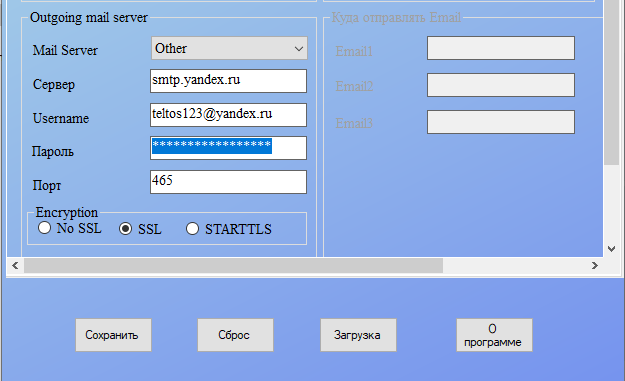 Outgoing mail server
Mail Server Other
Сервер smtp.yandex.ru
Username teltos123@yandex.ru
Пароль *****************
Порт 465
Encryption
No SSL SSL STARTTLS
Куда отправлять Email
Email1
Email2
Email3
Сохранить Сброс Загрузка О программе